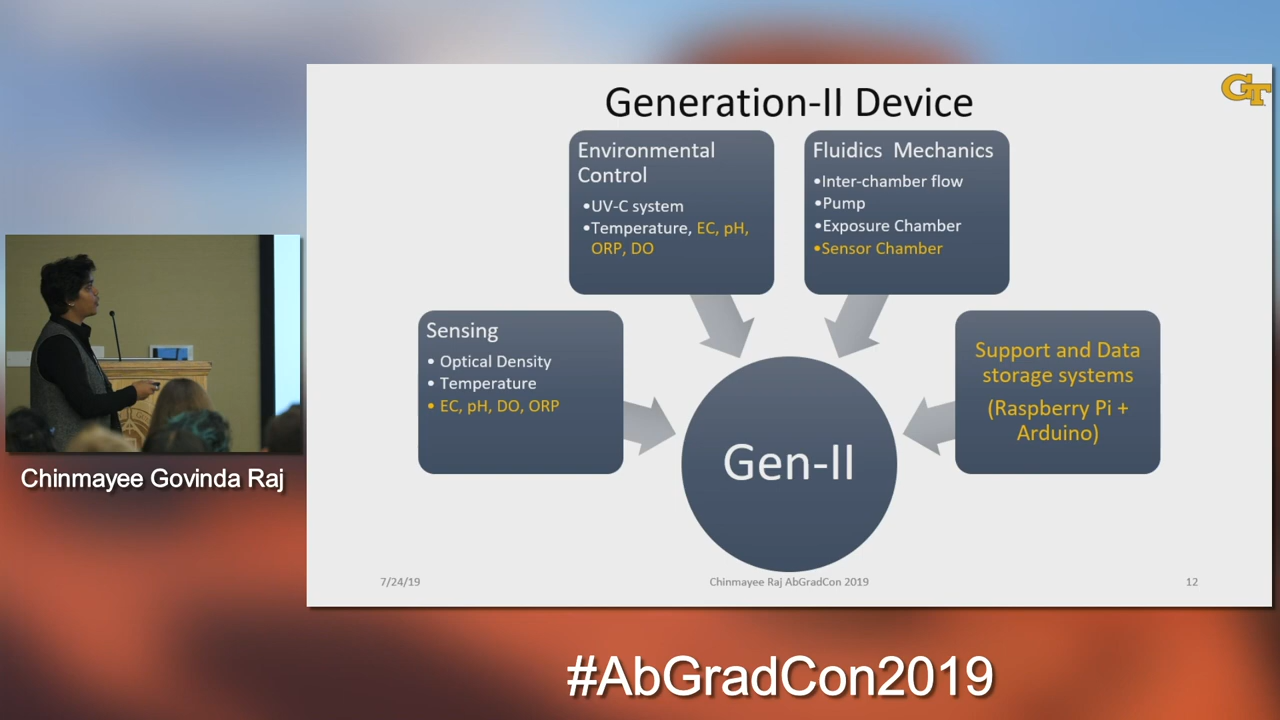 Generation-II Device
GT
Environmental
Control
•UV-C system
•Temperature, EC, pH,
ORP, DO
Fluidics Mechanics
•Inter-chamber flow
•Pump
•Exposure Chamber
•Sensor Chamber
Sensing
• Optical Density
• Temperature
• EC, pH, DO, ORP
Support and Data
storage systems
(Raspberry Pi +
Arduino)
Gen-II
7/24/19
Chinmayee Raj AbGradCon 2019
12
Chinmayee Govinda Raj
#AbGradCon2019